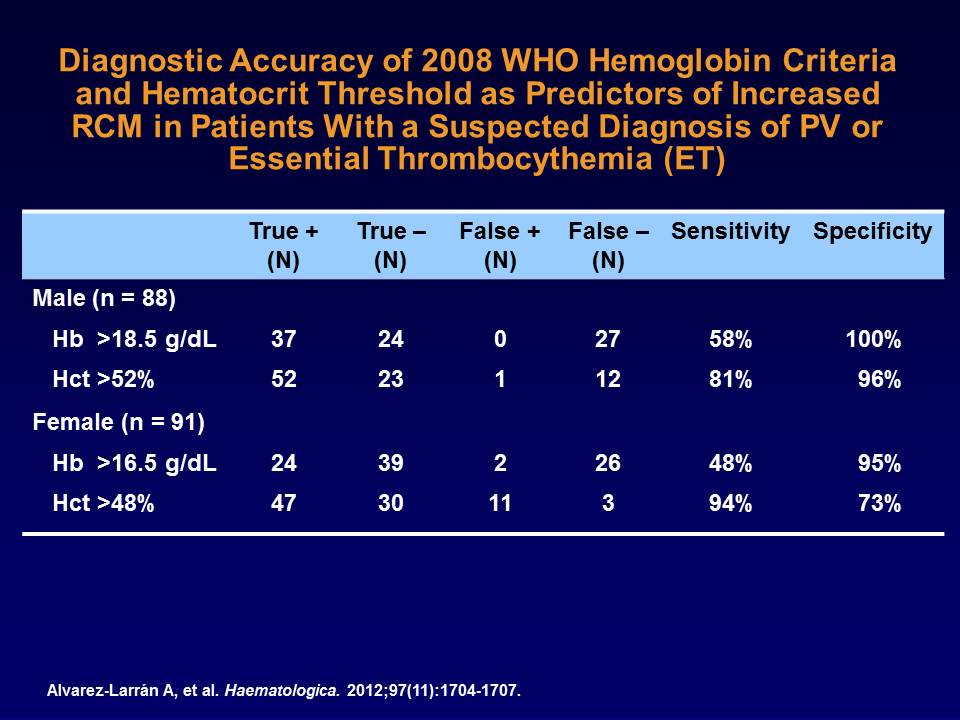 Diagnostic Accuracy of 2008 WHO Hemoglobin Criteria
and Hematocrit Threshold as Predictors of Increased
RCM in Patients With a Suspected Diagnosis of PV or
Essential Thrombocythemia (ET)
True + (N) True – (N) False + (N) False – (N) Sensitivity Specificity
Male (n = 88)
Hb >18.5 g/dL 37 24 0 27 58% 100%
Hct >52% 52 23 1 12 81% 96%
Female (n = 91)
Hb >16.5 g/dL 24 39 2 26 48% 95%
Hct >48% 47 30 11 3 94% 73%
Alvarez-Larrán A, et al. Haematologica. 2012;97(11):1704-1707.